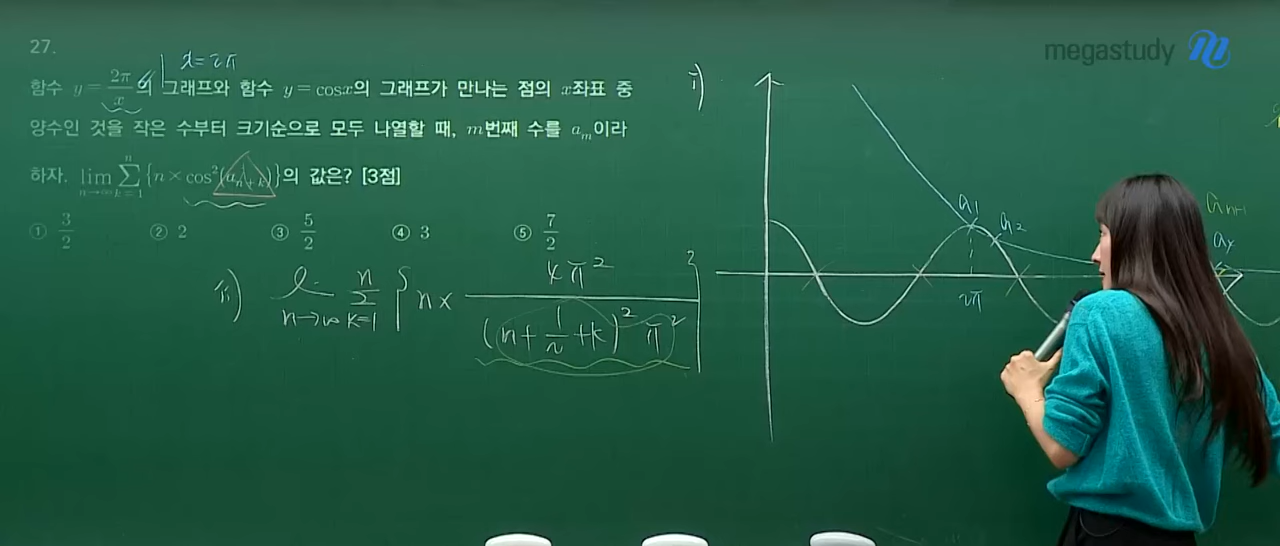 megastudy
27.
x=2π
함수 y = 2π/x 의 그래프와 함수 y = cosx의 그래프가 만나는 점의 x좌표 중
양수인 것을 작은 수부터 크기순으로 모두 나열할 때, m번째 수를 a_m이라
하자. lim_{n→∞} Σ_{k=1}^{n} {n × cos²(a_{n+k})}의 값은? [3점]
① 3/2 ② 2 ③ 5/2 ④ 3 ⑤ 7/2
ii) lim_{n→∞} Σ_{k=1}^{n} { n × 4π² / (n + 1/2 + k)² π²
i)
a₁
a₂
2π
a₄
a_{n+1}